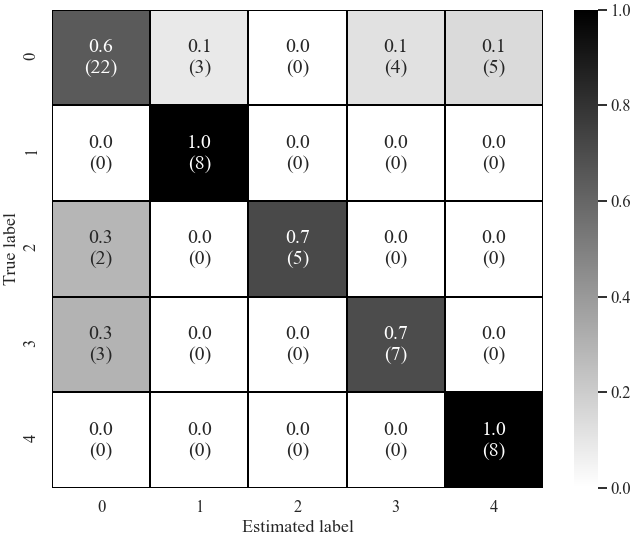 0.6 0.1 0.0 0.1 0.1
(22) (3) (0) (4) (5)
0
0.0 1.0 0.0 0.0 0.0
(0) (8) (0) (0) (0)
1
0.3 0.0 0.7 0.0 0.0
(2) (0) (5) (0) (0)
2
0.3 0.0 0.0 0.7 0.0
(3) (0) (0) (7) (0)
3
0.0 0.0 0.0 0.0 1.0
(0) (0) (0) (0) (8)
4
True label
0 1 2 3 4
Estimated label
1.0
0.8
0.6
0.4
0.2
0.0